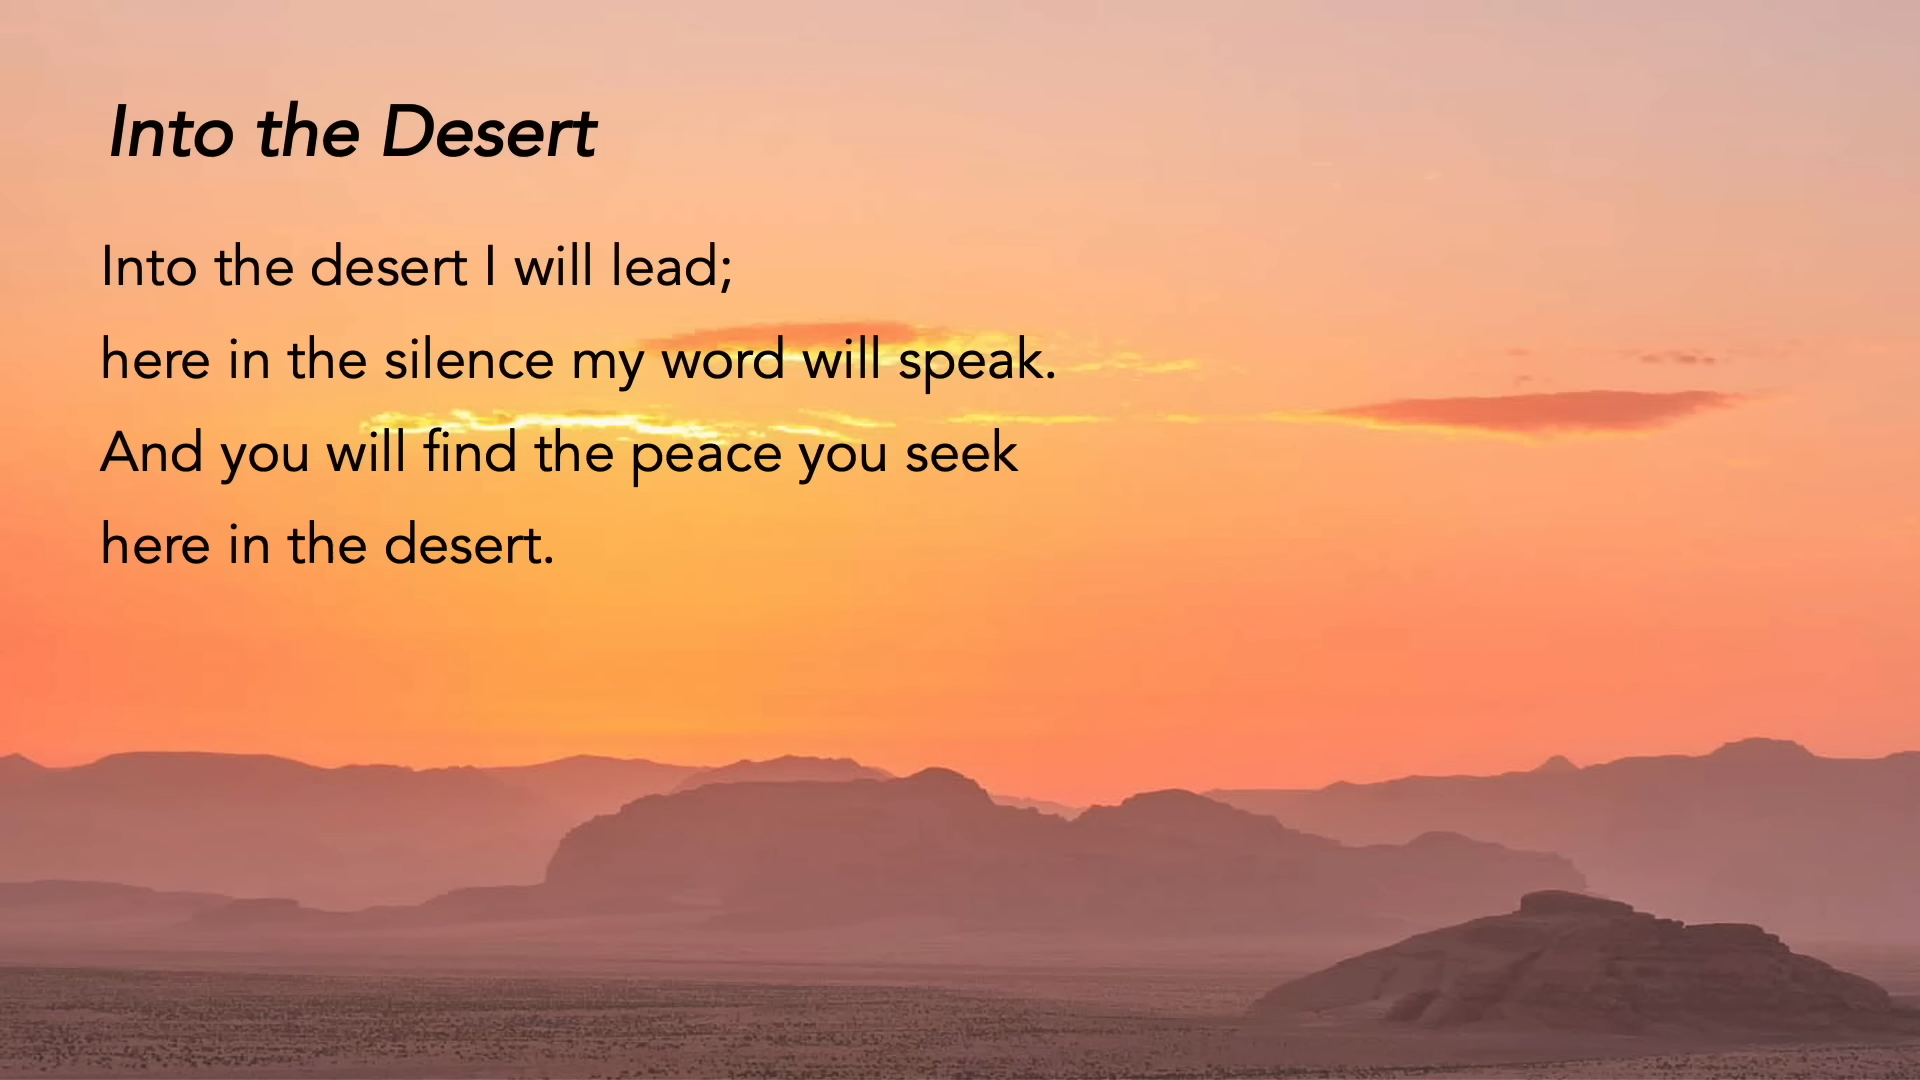 Into the Desert
Into the desert I will lead;
here in the silence my word will speak.
And you will find the peace you seek
here in the desert.